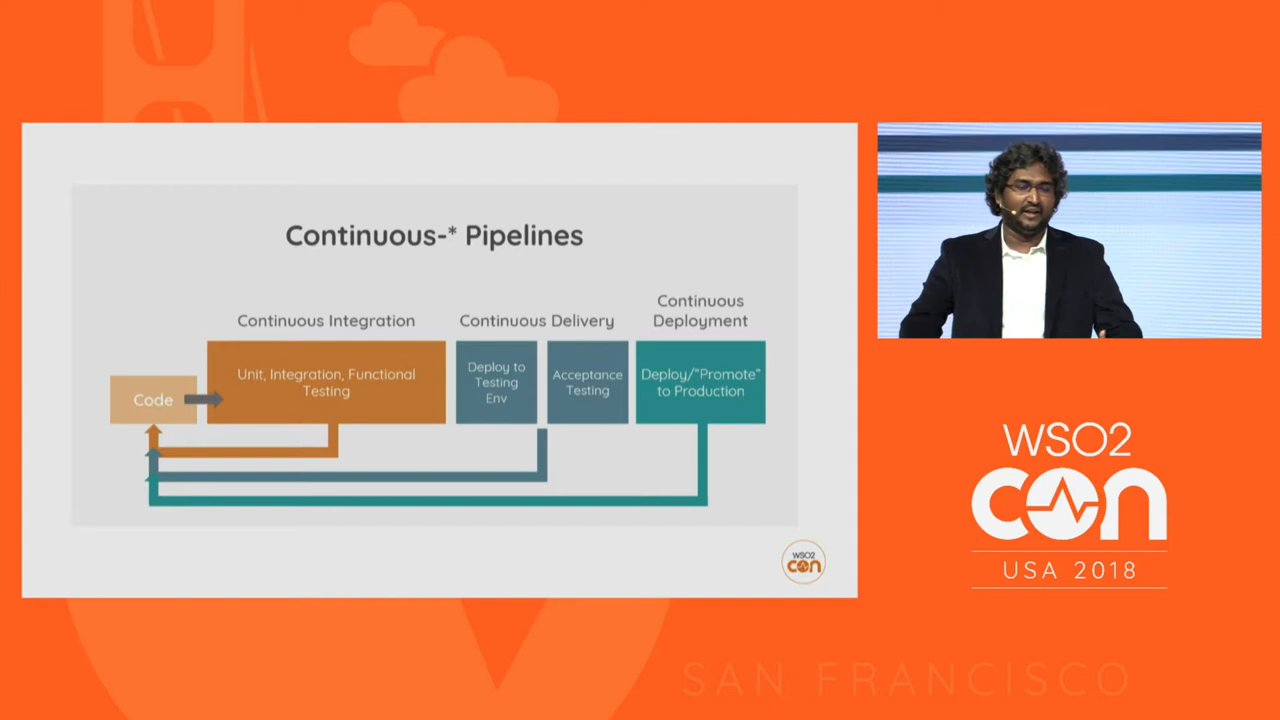 Continuous-* Pipelines
Continuous Integration
Continuous Delivery
Continuous
Deployment
Code
Unit, Integration, Functional
Testing
Deploy to
Testing
Env
Acceptance
Testing
Deploy/"Promote"
to Production
WSO2
con
WSO2
con
USA 2018
SAN FRANCISCO